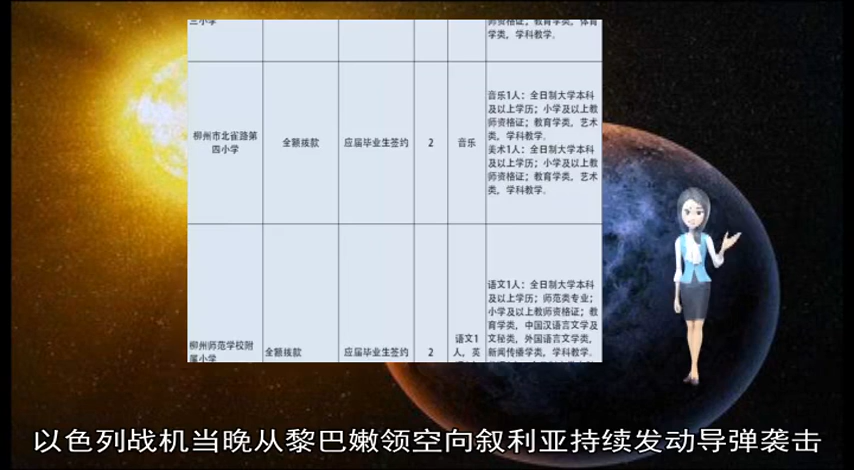 三小学
师资格证；教育学类，体育
学类，学科教学.
柳州市北雀路第
四小学
全额拨款
应届毕业生签约
2
音乐
音乐1人：全日制大学本科
及以上学历；小学及以上教
师资格证；教育学类，艺术
类，学科教学.
美术1人：全日制大学本科
及以上学历；小学及以上教
师资格证；教育学类，艺术
类，学科教学.
柳州师范学校附
属小学
全额拨款
应届毕业生签约
2
语文1
人，英
语文1人：全日制大学本科
及以上学历；师范类专业；
小学及以上教师资格证；教
育学类，中国汉语言文学及
文秘类，外国语言文学类，
新闻传播学类，学科教学.
以色列战机当晚从黎巴嫩领空向叙利亚持续发动导弹袭击